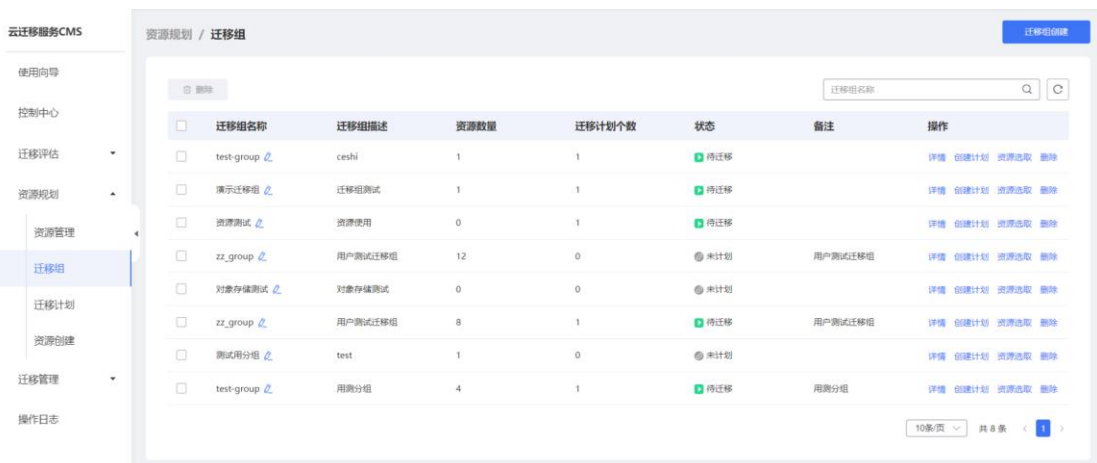 云迁移服务CMS
资源规划 / 迁移组
迁移组创建
使用向导
控制中心
迁移评估
资源规划
资源管理
迁移组
迁移计划
资源创建
迁移管理
操作日志
删除
迁移组名称
迁移组名称 迁移组描述 资源数量 迁移计划个数 状态 备注 操作
test-group ceshi 1 1 待迁移 详情 创建计划 资源选取 删除
演示迁移组 迁移组测试 1 1 待迁移 详情 创建计划 资源选取 删除
资源测试 资源使用 0 1 待迁移 详情 创建计划 资源选取 删除
zz_group 用户测试迁移组 12 0 未计划 用户测试迁移组 详情 创建计划 资源选取 删除
对象存储测试 对象存储测试 0 0 未计划 详情 创建计划 资源选取 删除
zz_group 用户测试迁移组 8 1 待迁移 用户测试迁移组 详情 创建计划 资源选取 删除
测试用分组 test 1 0 未计划 详情 创建计划 资源选取 删除
test-group 用测分组 4 1 待迁移 用测分组 详情 创建计划 资源选取 删除
10条/页 共 8 条 1